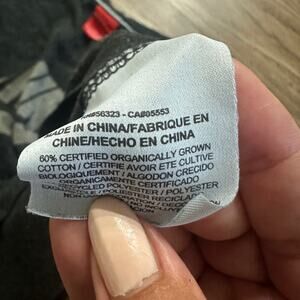 - CA#05553
MADE IN CHINA/FABRIQUE EN
CHINE/HECHO EN CHINA
60% CERTIFIED ORGANICALLY GROWN
COTTON / CERTIFIE AVOIR ETE CULTIVE
BIOLOGIQUEMENT / ALGODON CRECIDO
ORGANICAMENTE CERTIFICADO
RECYCLED POLYESTER / POLYESTER